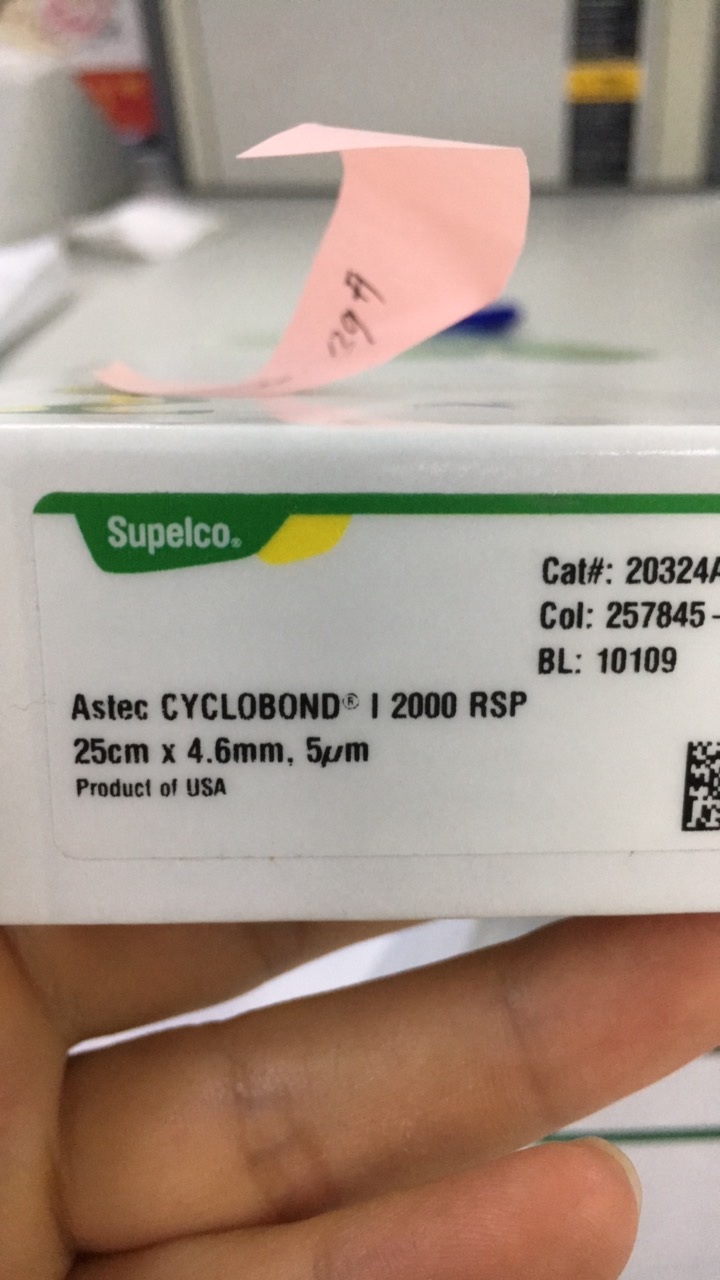 Supelco®
Cat#: 20324A
Col: 257845-
BL: 10109
Astec CYCLOBOND® I 2000 RSP
25cm x 4.6mm, 5μm
Product of USA